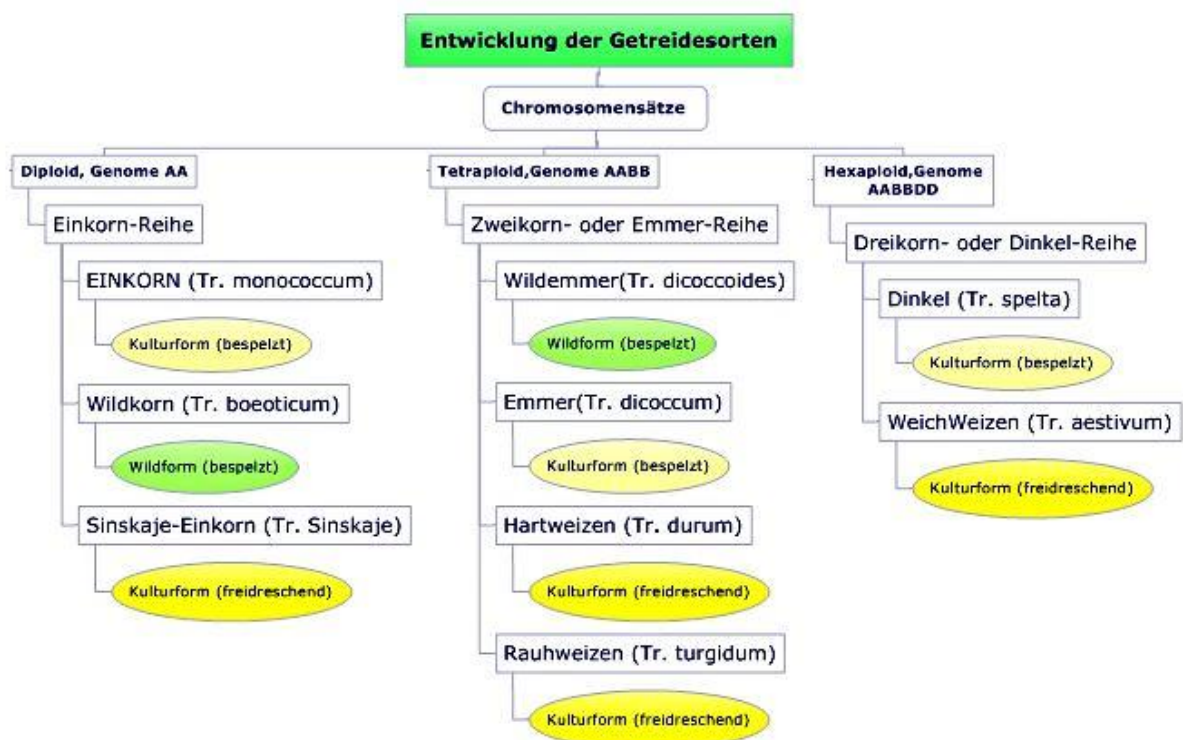 Entwicklung der Getreidesorten
Chromosomensätze
Diploid, Genome AA
Einkorn-Reihe
EINKORN (Tr. monococcum)
Kulturform (bespelzt)
Wildkorn (Tr. boeoticum)
Wildform (bespelzt)
Sinskaje-Einkorn (Tr. Sinskaje)
Kulturform (freidreschend)
Tetraploid,Genome AABB
Zweikorn- oder Emmer-Reihe
Wildemmer(Tr. dicoccoides)
Wildform (bespelzt)
Emmer(Tr. dicoccum)
Kulturform (bespelzt)
Hartweizen (Tr. durum)
Kulturform (freidreschend)
Rauhweizen (Tr. turgidum)
Kulturform (freidreschend)
Hexaploid,Genome
AABBDD
Dreikorn- oder Dinkel-Reihe
Dinkel (Tr. spelta)
Kulturform (bespelzt)
WeichWeizen (Tr. aestivum)
Kulturform (freidreschend)